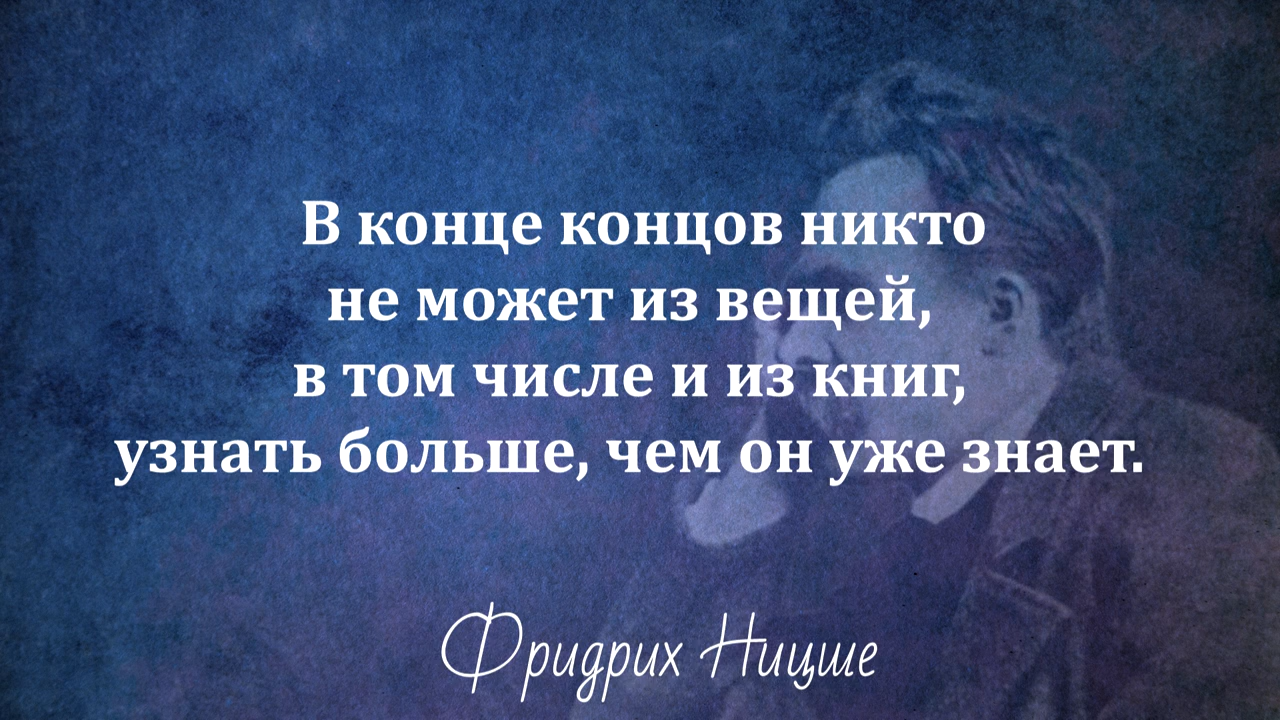 В конце концов никто
не может из вещей,
в том числе и из книг,
узнать больше, чем он уже знает.
Фридрих Ницше